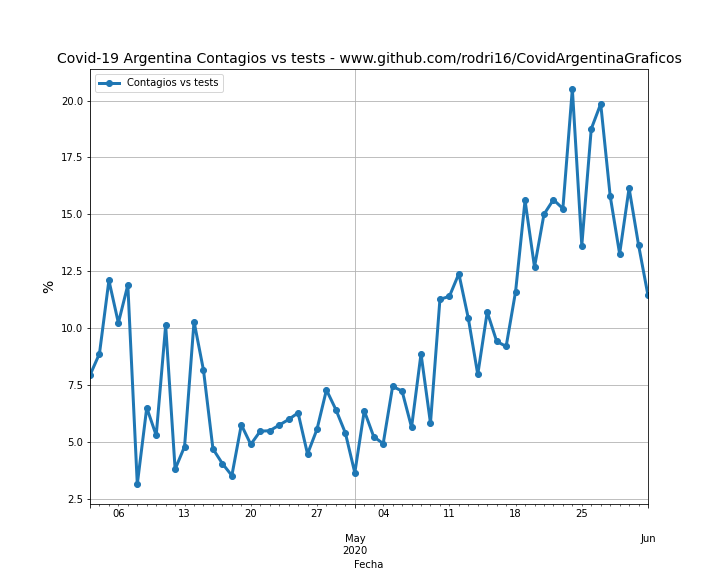 Covid-19 Argentina Contagios vs tests - www.github.com/rodri16/CovidArgentinaGraficos
Contagios vs tests
20.0
17.5
15.0
12.5
10.0
7.5
5.0
2.5
%
06 13 20 27 04 11 18 25
May Jun
2020
Fecha